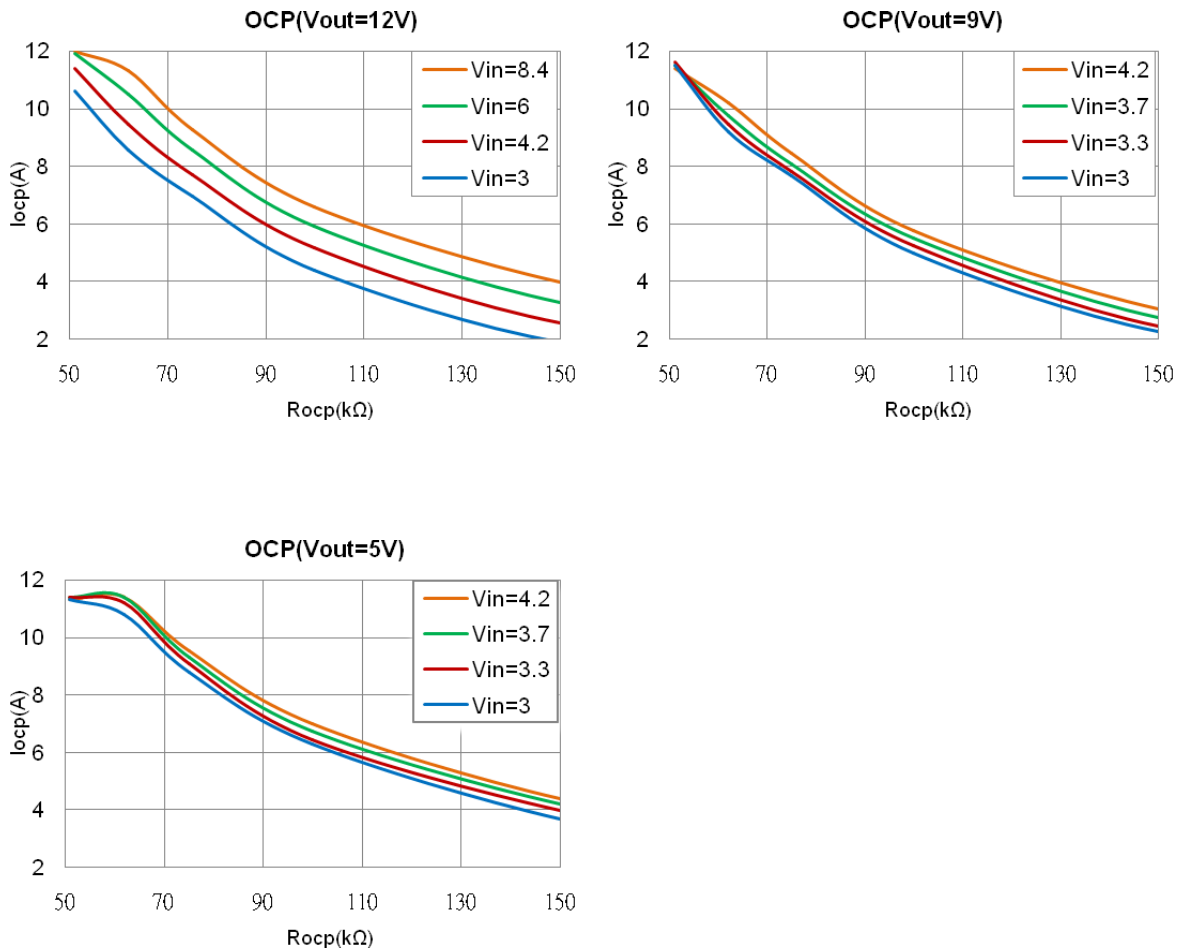 OCP(Vout=12V)
12
10
8
6
4
2
Iocp(A)
50 70 90 110 130 150
Rocp(kΩ)
Vin=8.4
Vin=6
Vin=4.2
Vin=3
OCP(Vout=9V)
12
10
8
6
4
2
Iocp(A)
50 70 90 110 130 150
Rocp(kΩ)
Vin=4.2
Vin=3.7
Vin=3.3
Vin=3
OCP(Vout=5V)
12
10
8
6
4
2
Iocp(A)
50 70 90 110 130 150
Rocp(kΩ)
Vin=4.2
Vin=3.7
Vin=3.3
Vin=3